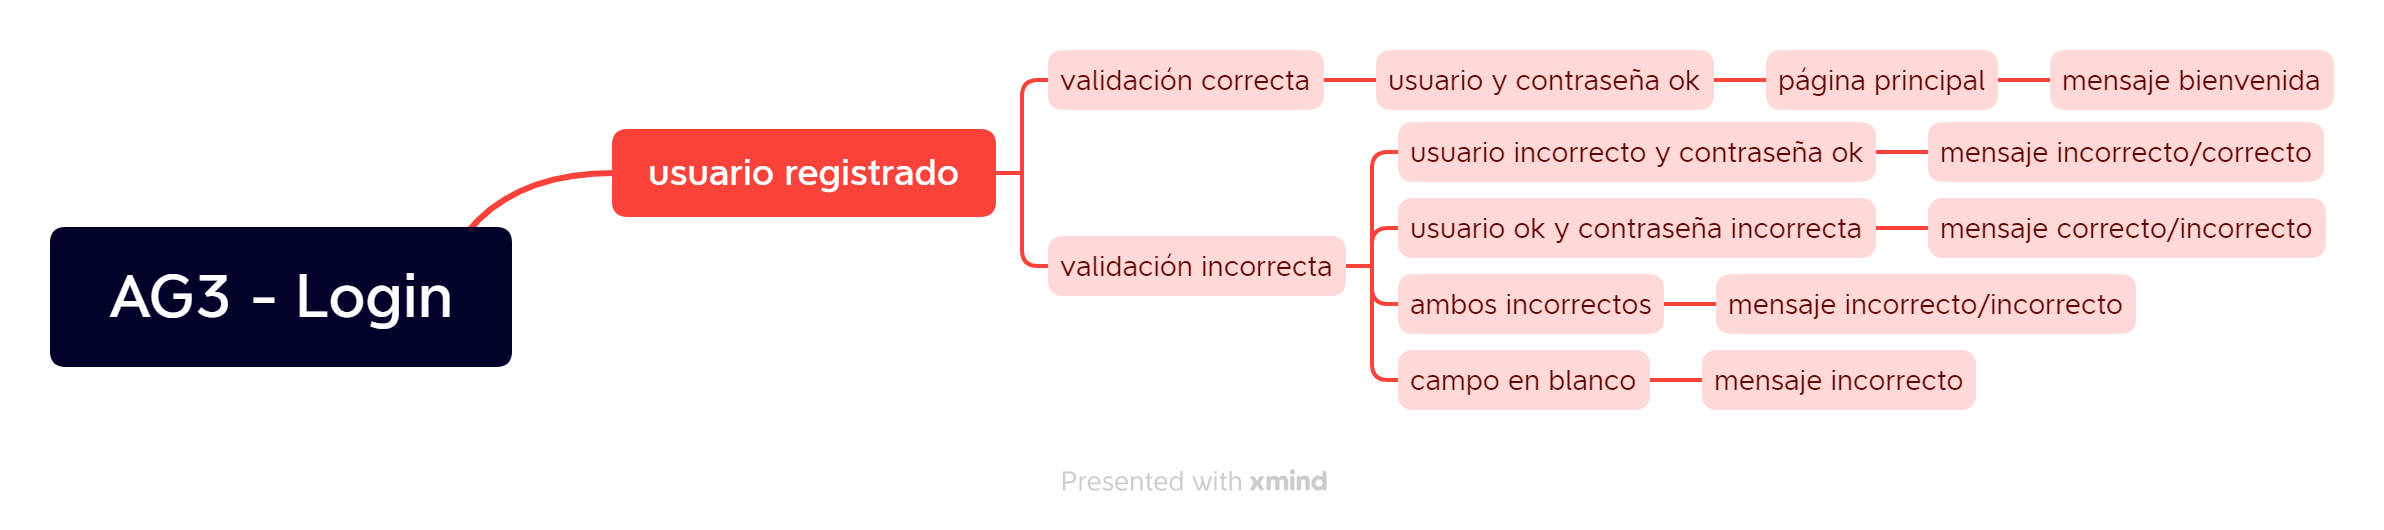 AG3 - Login
usuario registrado
validación correcta
usuario y contraseña ok
página principal
mensaje bienvenida
validación incorrecta
usuario incorrecto y contraseña ok
mensaje incorrecto/correcto
usuario ok y contraseña incorrecta
mensaje correcto/incorrecto
ambos incorrectos
mensaje incorrecto/incorrecto
campo en blanco
mensaje incorrecto
Presented with xmind